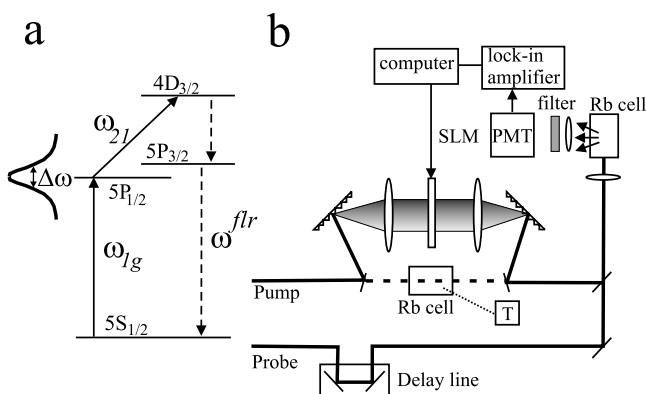 a
4D3/2
ω21
5P3/2
Δω
5P1/2
ω^flr
ω1g
5S1/2
b
computer
lock-in
amplifier
filter
Rb cell
SLM
PMT
Pump
Rb cell
T
Probe
Delay line